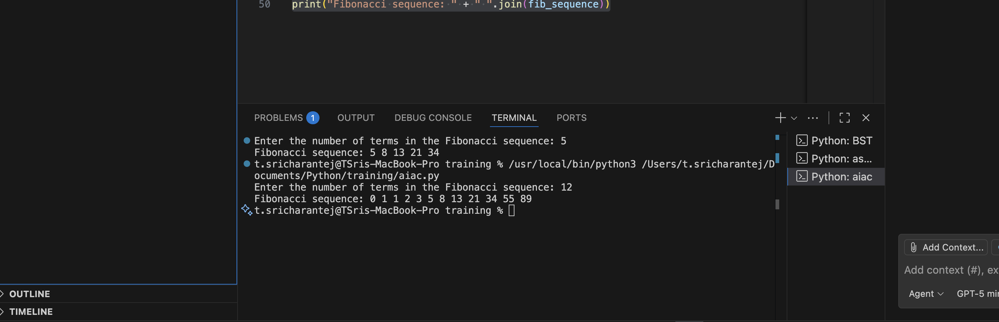 50 print("Fibonacci sequence: " + " ".join(fib_sequence))
PROBLEMS 1 OUTPUT DEBUG CONSOLE TERMINAL PORTS
Enter the number of terms in the Fibonacci sequence: 5
Fibonacci sequence: 5 8 13 21 34
t.sricharantej@TSris-MacBook-Pro training % /usr/local/bin/python3 /Users/t.sricharantej/D
ocuments/Python/training/aiac.py
Enter the number of terms in the Fibonacci sequence: 12
Fibonacci sequence: 0 1 1 2 3 5 8 13 21 34 55 89
t.sricharantej@TSris-MacBook-Pro training %
Python: BST
Python: as...
Python: aiac
Add Context...
Add context (#), ex
Agent GPT-5 min
OUTLINE
TIMELINE